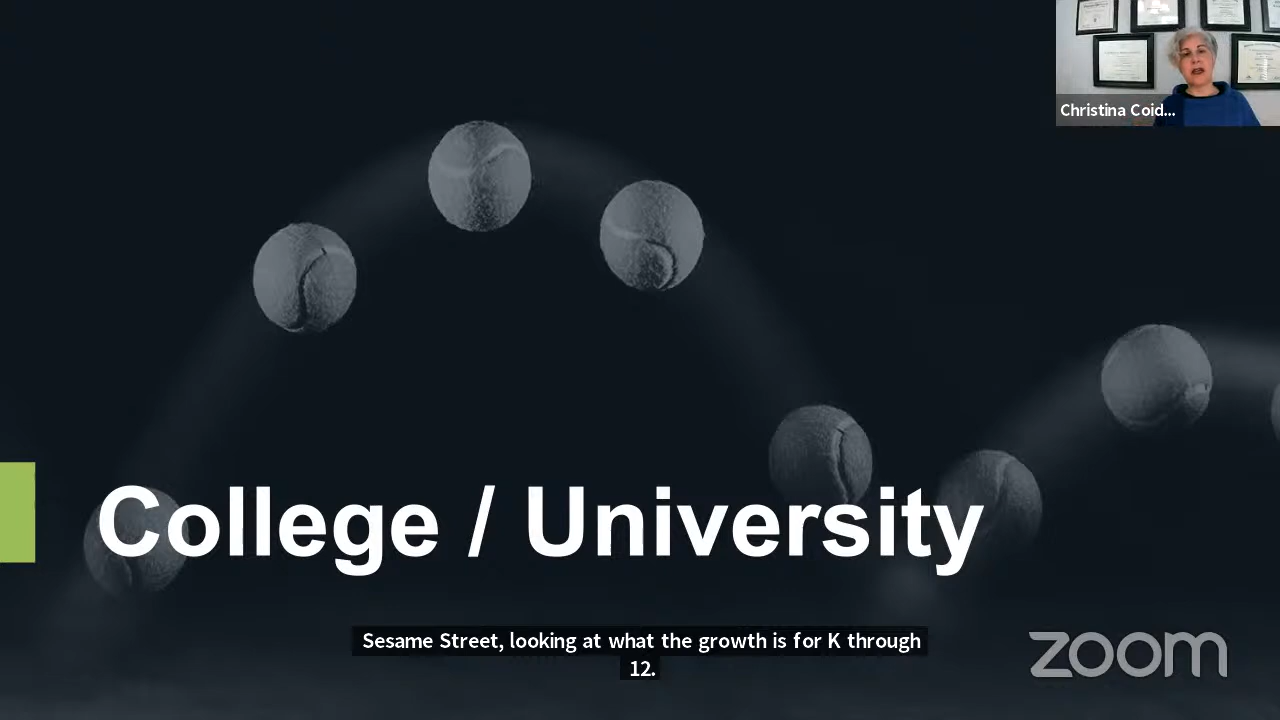 Christina Coid...
College / University
Sesame Street, looking at what the growth is for K through
12.
zoom